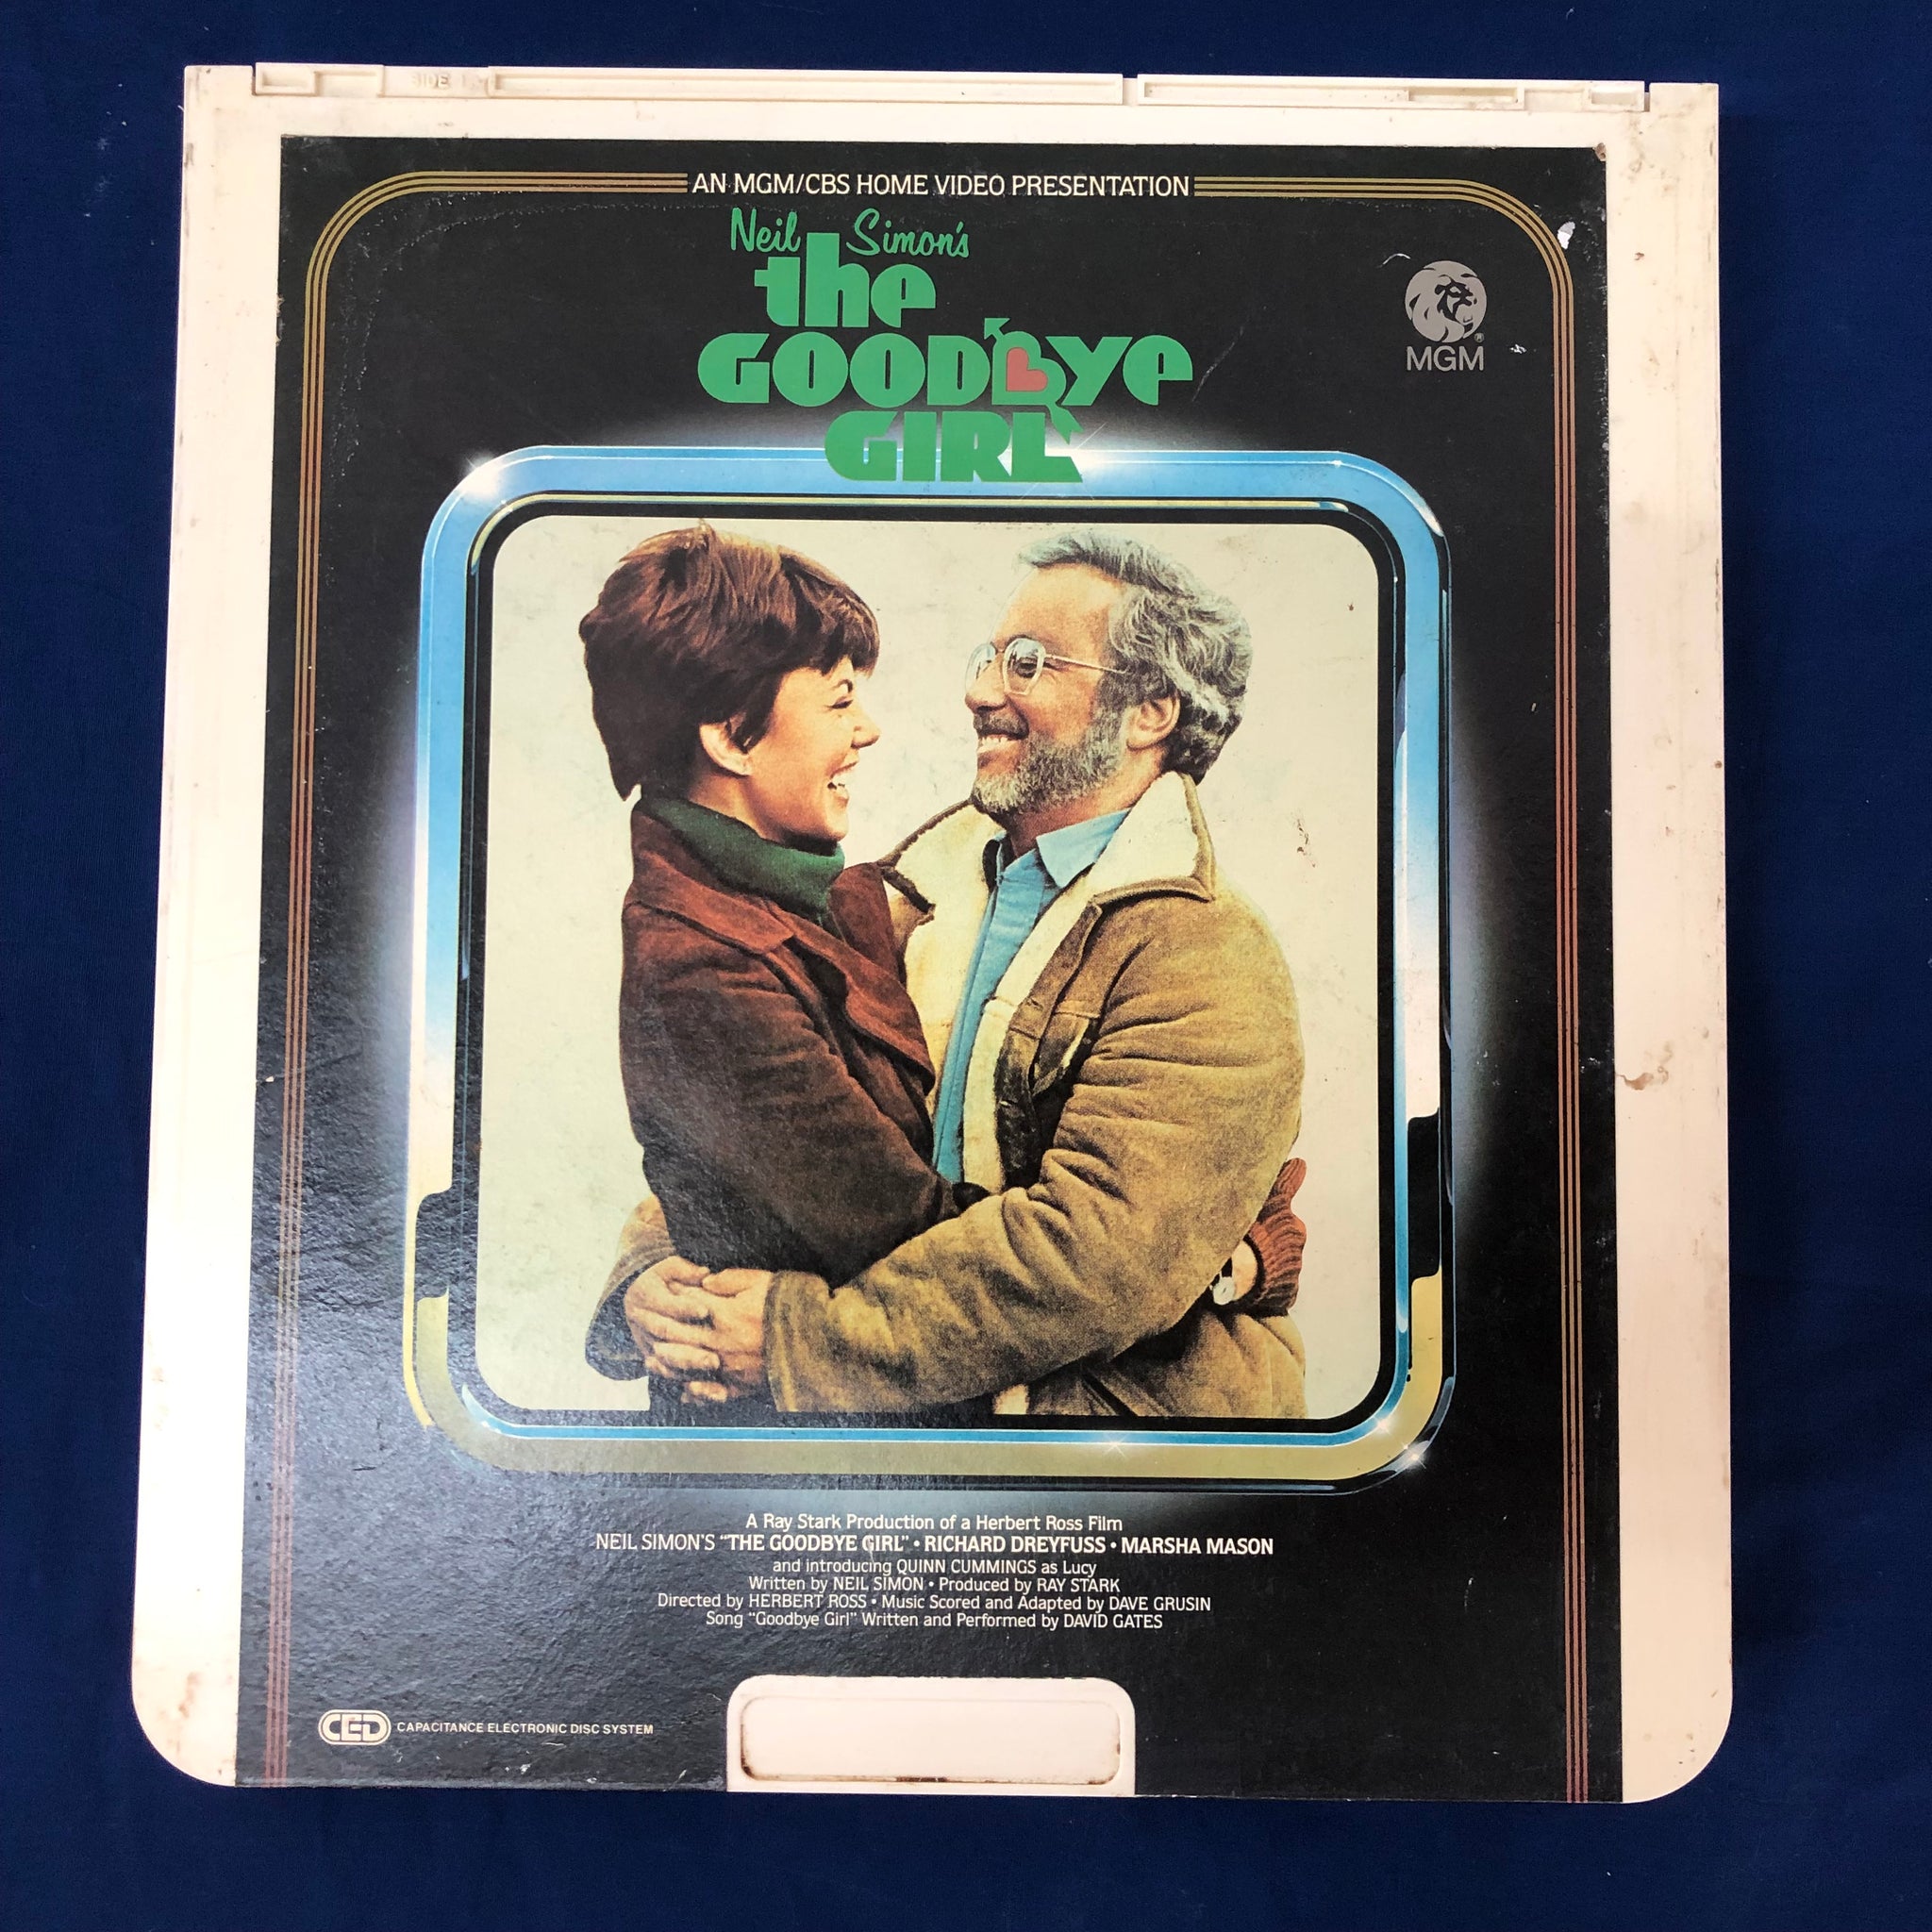 SIDE 1
AN MGM/CBS HOME VIDEO PRESENTATION
Neil Simon's
the
GOODBYE
GIRL
MGM
A Ray Stark Production of a Herbert Ross Film
NEIL SIMON'S "THE GOODBYE GIRL" • RICHARD DREYFUSS • MARSHA MASON
and introducing QUINN CUMMINGS as Lucy
Written by NEIL SIMON • Produced by RAY STARK
Directed by HERBERT ROSS • Music Scored and Adapted by DAVE GRUSIN
Song "Goodbye Girl" Written and Performed by DAVID GATES
CED CAPACITANCE ELECTRONIC DISC SYSTEM